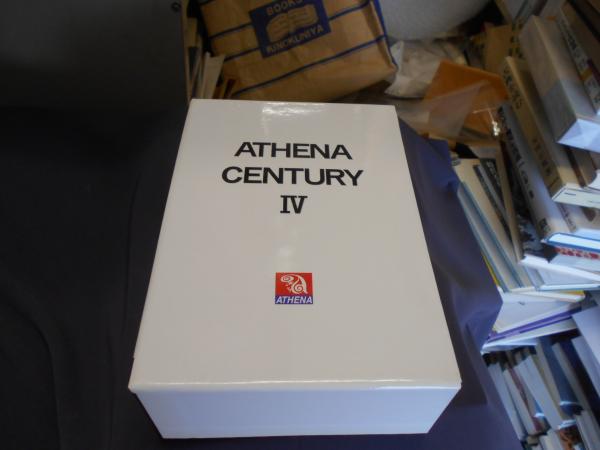 BOOKS
KINOKUNIYA
ATHENA
CENTURY
IV
ATHENA